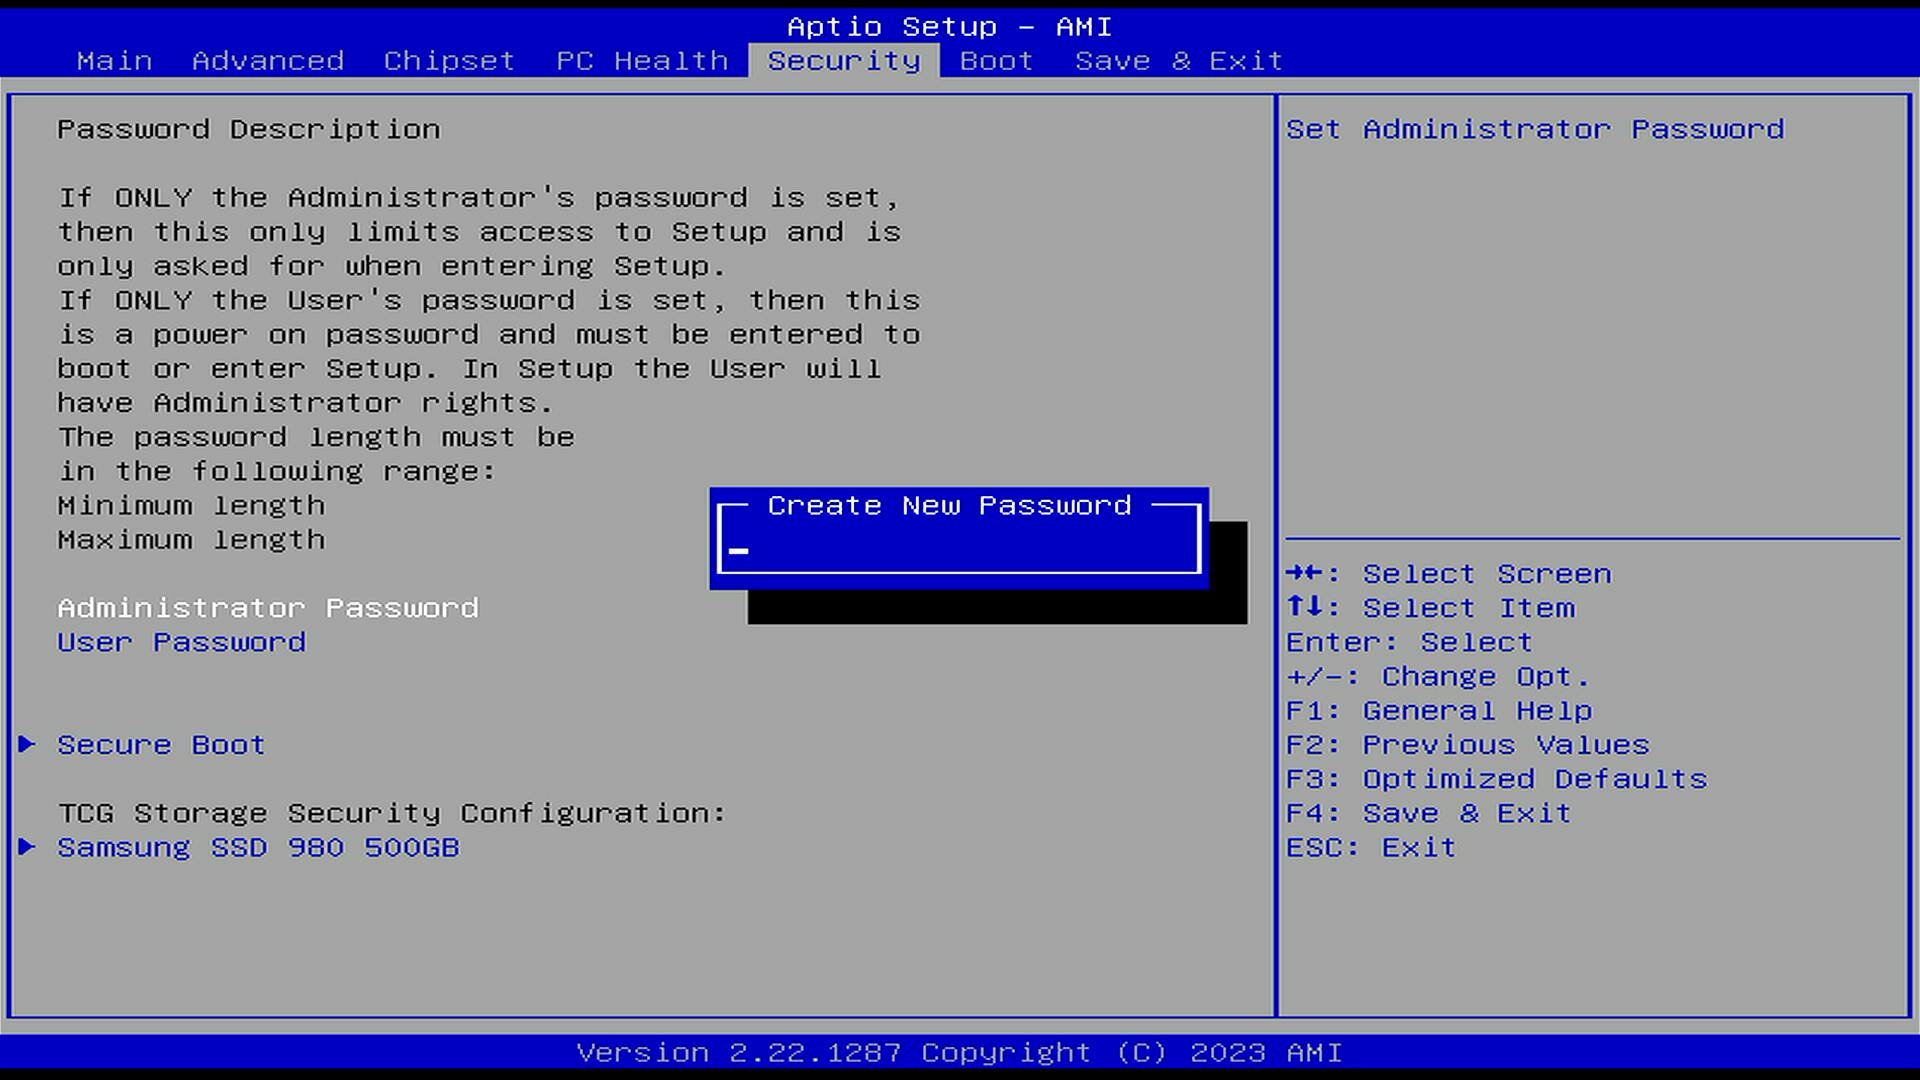 Aptio Setup - AMI
Main Advanced Chipset PC Health Security Boot Save & Exit
Password Description
If ONLY the Administrator's password is set,
then this only limits access to Setup and is
only asked for when entering Setup.
If ONLY the User's password is set, then this
is a power on password and must be entered to
boot or enter Setup. In Setup the User will
have Administrator rights.
The password length must be
in the following range:
Minimum length
Maximum length
Administrator Password
User Password
Secure Boot
TCG Storage Security Configuration:
Samsung SSD 980 500GB
Create New Password
Set Administrator Password
→←: Select Screen
↑↓: Select Item
Enter: Select
+/-: Change Opt.
F1: General Help
F2: Previous Values
F3: Optimized Defaults
F4: Save & Exit
ESC: Exit
Version 2.22.1287 Copyright (C) 2023 AMI